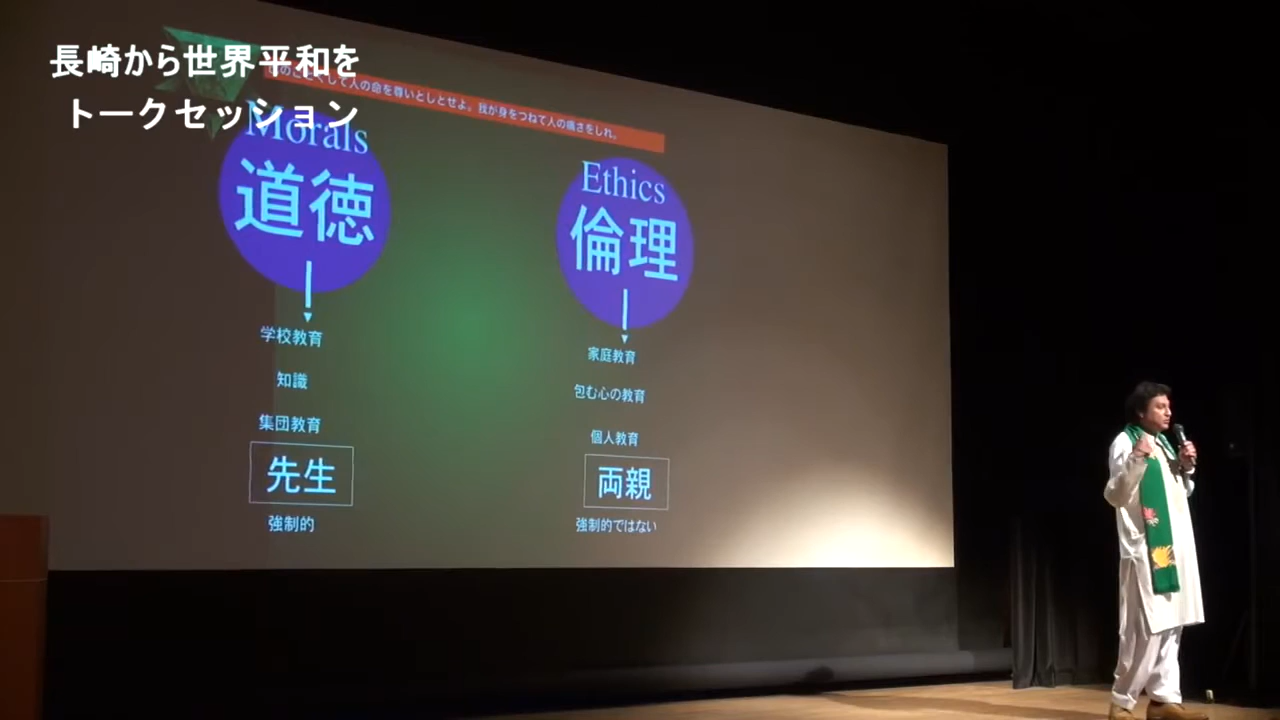 長崎から世界平和を
トークセッション
して人の命を尊いとしとせよ。我が身をつねて人の痛さをしれ。
Morals
道徳
学校教育
知識
集団教育
先生
強制的
Ethics
倫理
家庭教育
包む心の教育
個人教育
両親
強制的ではない